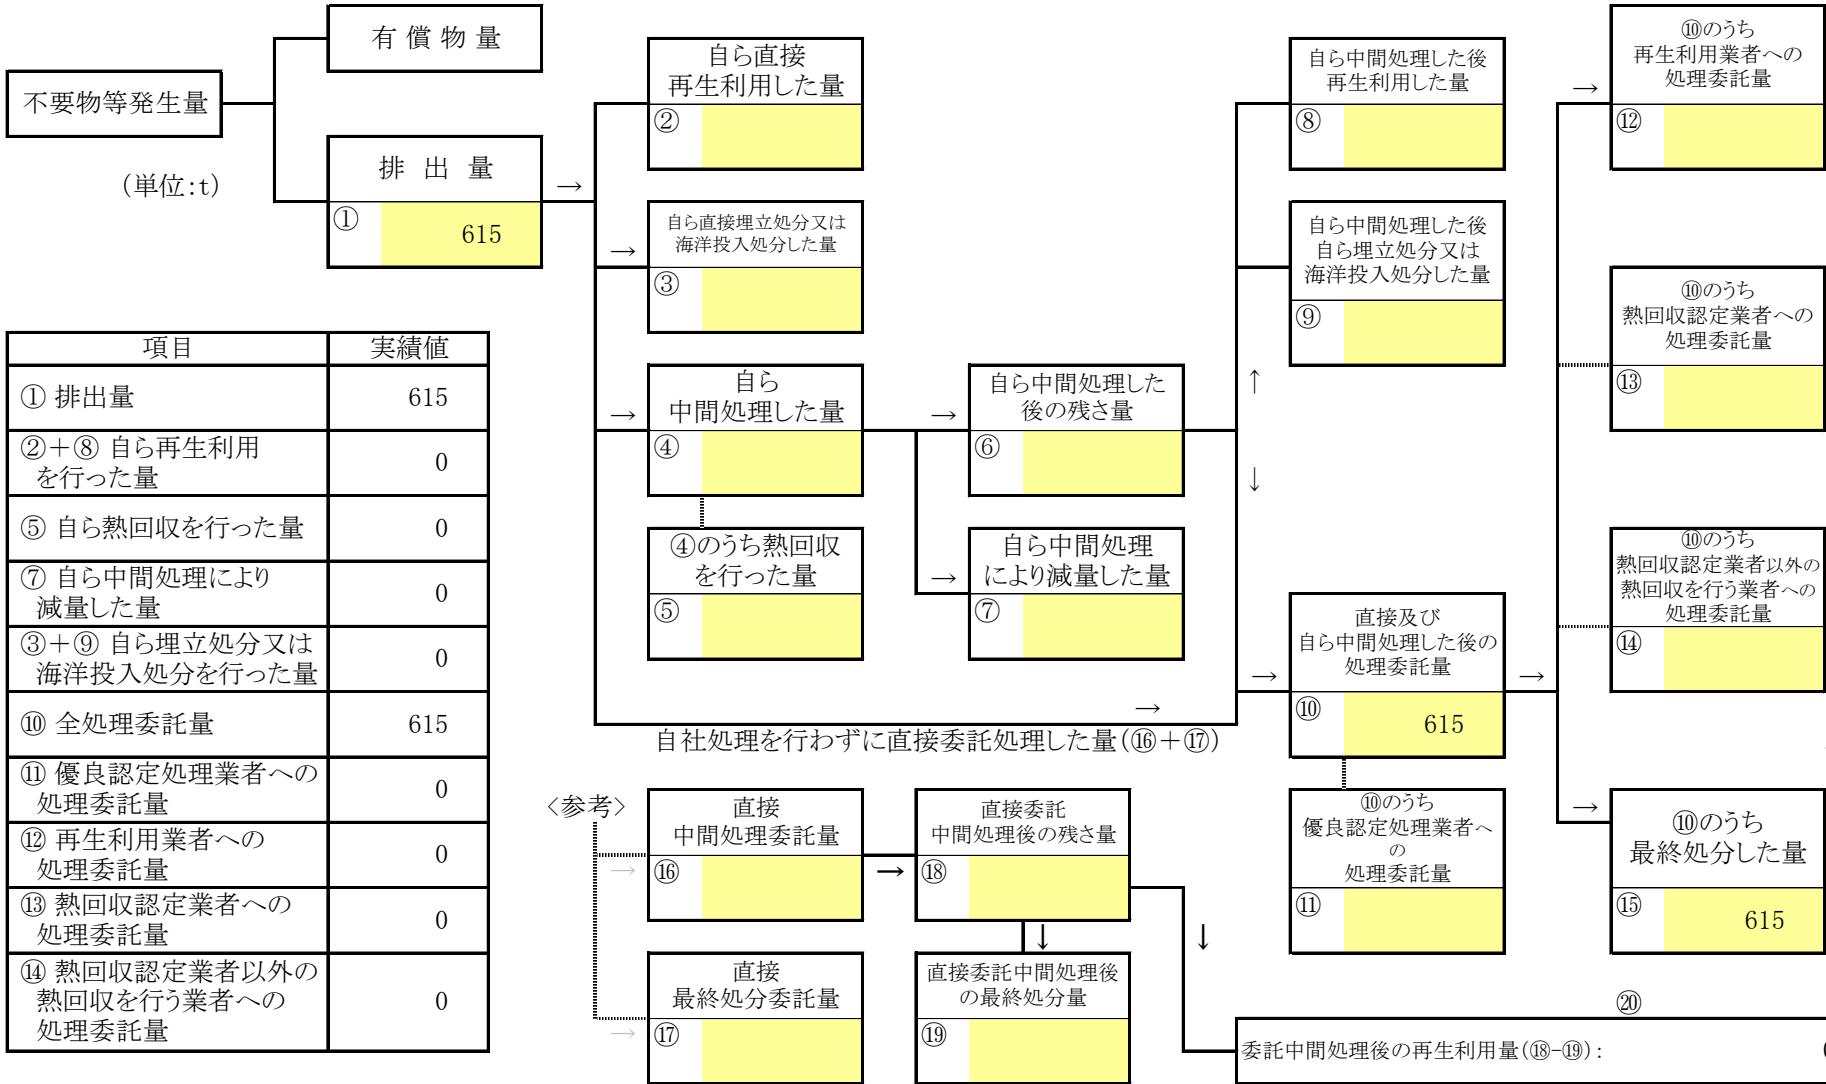 不要物等発生量
(単位:t)
有 償 物 量
排 出 量
① 615
→
自ら直接
再生利用した量
②
→
自ら直接埋立処分又は
海洋投入処分した量
③
→
自ら
中間処理した量
④
④のうち熱回収
を行った量
⑤
→
自ら中間処理した
後の残さ量
⑥
→
自ら中間処理
により減量した量
⑦
↑
↓
自ら中間処理した後
再生利用した量
⑧
自ら中間処理した後
自ら埋立処分又は
海洋投入処分した量
⑨
→
自社処理を行わずに直接委託処理した量(⑯+⑰)
→
直接及び
自ら中間処理した後の
処理委託量
⑩ 615
⑩のうち
優良認定処理業者へ
の
処理委託量
⑪
→
→
⑩のうち
再生利用業者への
処理委託量
⑫
⑩のうち
熱回収認定業者への
処理委託量
⑬
⑩のうち
熱回収認定業者以外の
熱回収を行う業者への
処理委託量
⑭
→
⑩のうち
最終処分した量
⑮ 615
項目 実績値
① 排出量 615
②+⑧ 自ら再生利用
を行った量 0
⑤ 自ら熱回収を行った量 0
⑦ 自ら中間処理により
減量した量 0
③+⑨ 自ら埋立処分又は
海洋投入処分を行った量 0
⑩ 全処理委託量 615
⑪ 優良認定処理業者への
処理委託量 0
⑫ 再生利用業者への
処理委託量 0
⑬ 熱回収認定業者への
処理委託量 0
⑭ 熱回収認定業者以外の
熱回収を行う業者への
処理委託量 0
〈参考〉
→
直接
中間処理委託量
⑯
→
直接
最終処分委託量
⑰
→
直接委託
中間処理後の残さ量
⑱
↓
直接委託中間処理後
の最終処分量
⑲
↓
⑳
委託中間処理後の再生利用量(⑱-⑲):